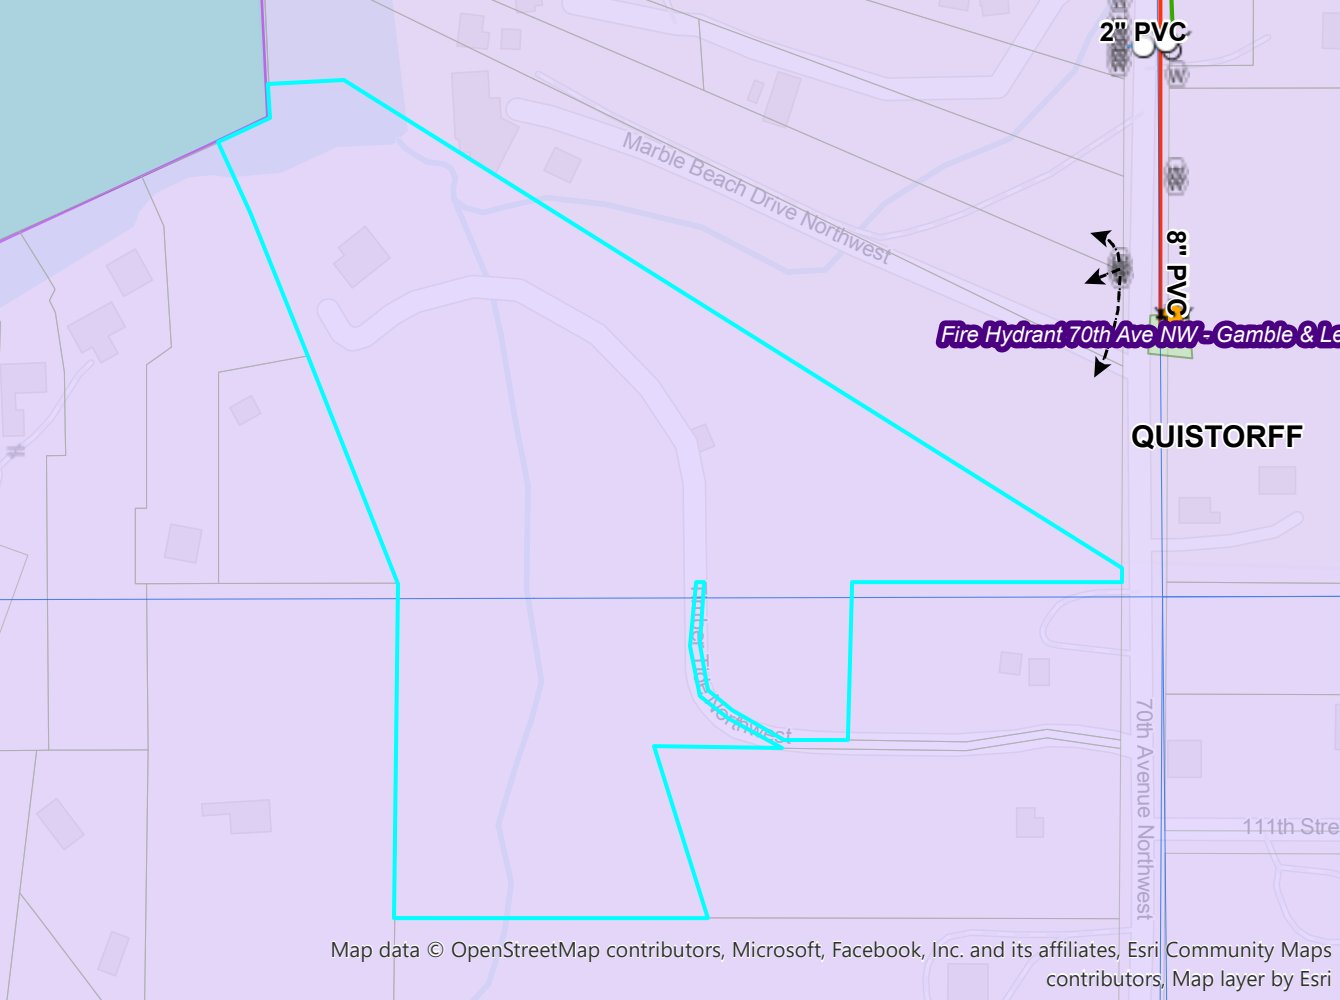 2" PVC
Marble Beach Drive Northwest
8" PVC
Fire Hydrant 70th Ave NW - Gamble & Le
QUISTORFF
Northwest
70th Avenue Northwest
111th Stre
Map data © OpenStreetMap contributors, Microsoft, Facebook, Inc. and its affiliates, Esri Community Maps
contributors, Map layer by Esri